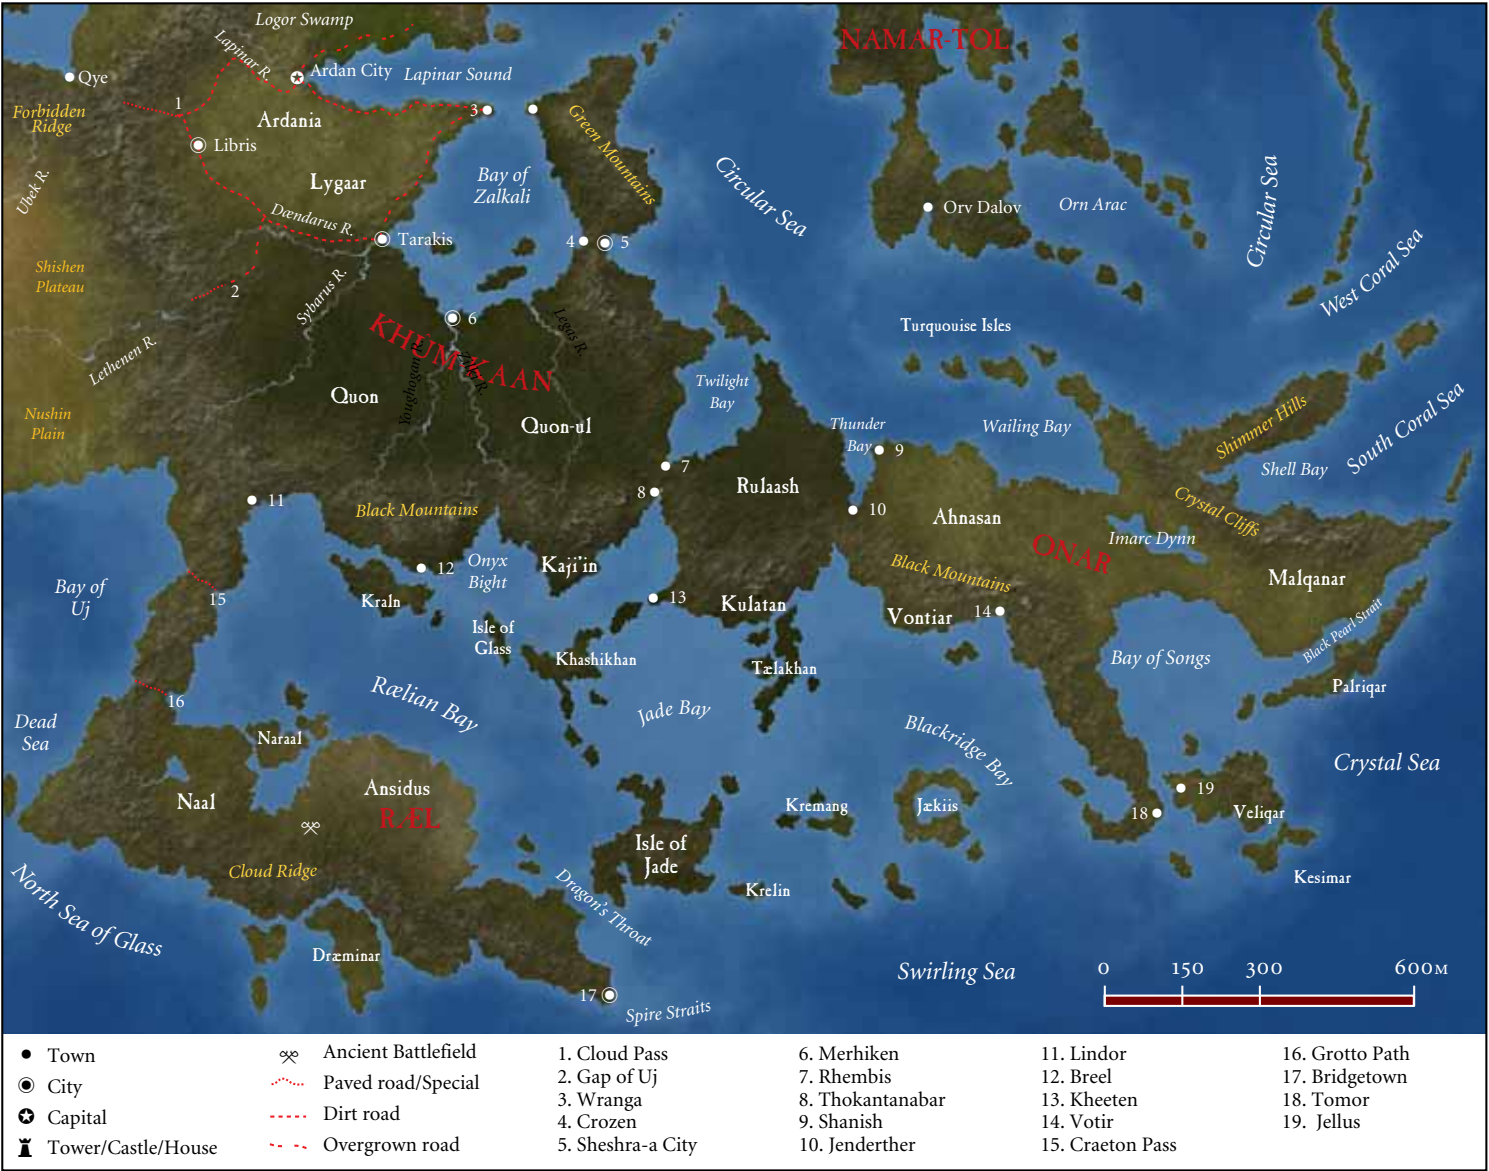 Logor Swamp
NAMAR-TOL
Lapinar R.
Qye
Ardan City
Lapinar Sound
Forbidden
Ridge
1
3
Ardania
Green Mountains
Libris
Circular Sea
Circular Sea
Ubek R.
Lygaar
Bay of
Zalkali
Orv Dalov
Orn Arac
Dændarus R.
Tarakis
4
5
Shishen
Plateau
2
Sybarus R.
West Coral Sea
6
Legas R.
Turquouise Isles
KHUM KAAN
Lethenen R.
Youghogan R.
Zalka R.
Quon
Twilight
Bay
Nushin
Plain
Quon-ul
Thunder
Bay
Wailing Bay
Shimmer Hills
South Coral Sea
9
7
Shell Bay
Rulaash
8
11
Black Mountains
10
Ahnasan
Crystal Cliffs
Imarc Dynn
ONAR
12
Onyx
Bight
Kaji'in
Black Mountains
Malqanar
Bay of
Uj
15
Kraln
13
Kulatan
Vontiar
14
Black Pearl Strait
Isle of
Glass
Khashikhan
Tælakhan
Bay of Songs
Palriqar
16
Rælian Bay
Jade Bay
Dead
Sea
Naraal
Blackridge Bay
Crystal Sea
Naal
Ansidus
RÆL
Kremang
Jækiis
19
18
Veliqar
Isle of
Jade
Cloud Ridge
Krelin
Kesimar
North Sea of Glass
Dragon's Throat
Dræminar
Swirling Sea
0 150 300 600M
17
Spire Straits
Town
City
Capital
Tower/Castle/House
Ancient Battlefield
Paved road/Special
Dirt road
Overgrown road
1. Cloud Pass
2. Gap of Uj
3. Wranga
4. Crozen
5. Sheshra-a City
6. Merhiken
7. Rhembis
8. Thokantanabar
9. Shanish
10. Jenderther
11. Lindor
12. Breel
13. Kheeten
14. Votir
15. Craeton Pass
16. Grotto Path
17. Bridgetown
18. Tomor
19. Jellus